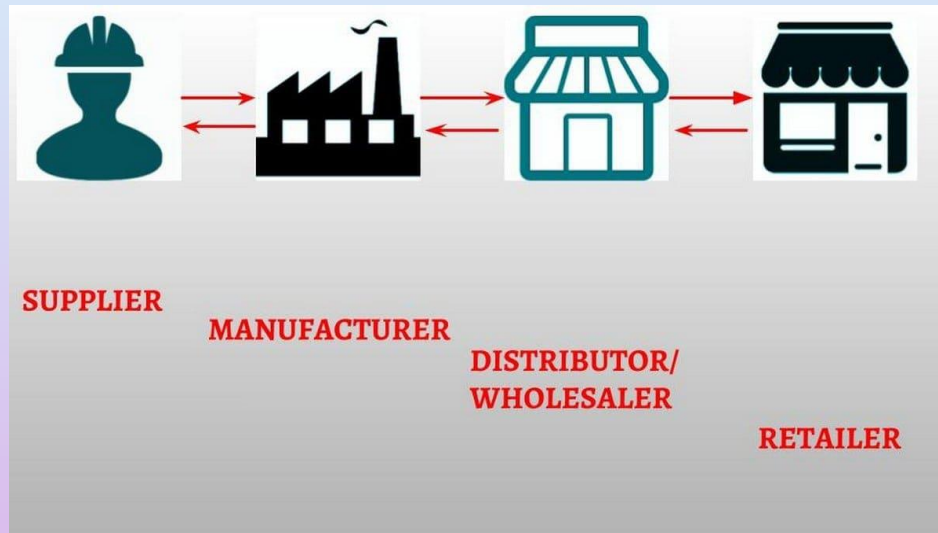 SUPPLIER
MANUFACTURER
DISTRIBUTOR/
WHOLESALER
RETAILER